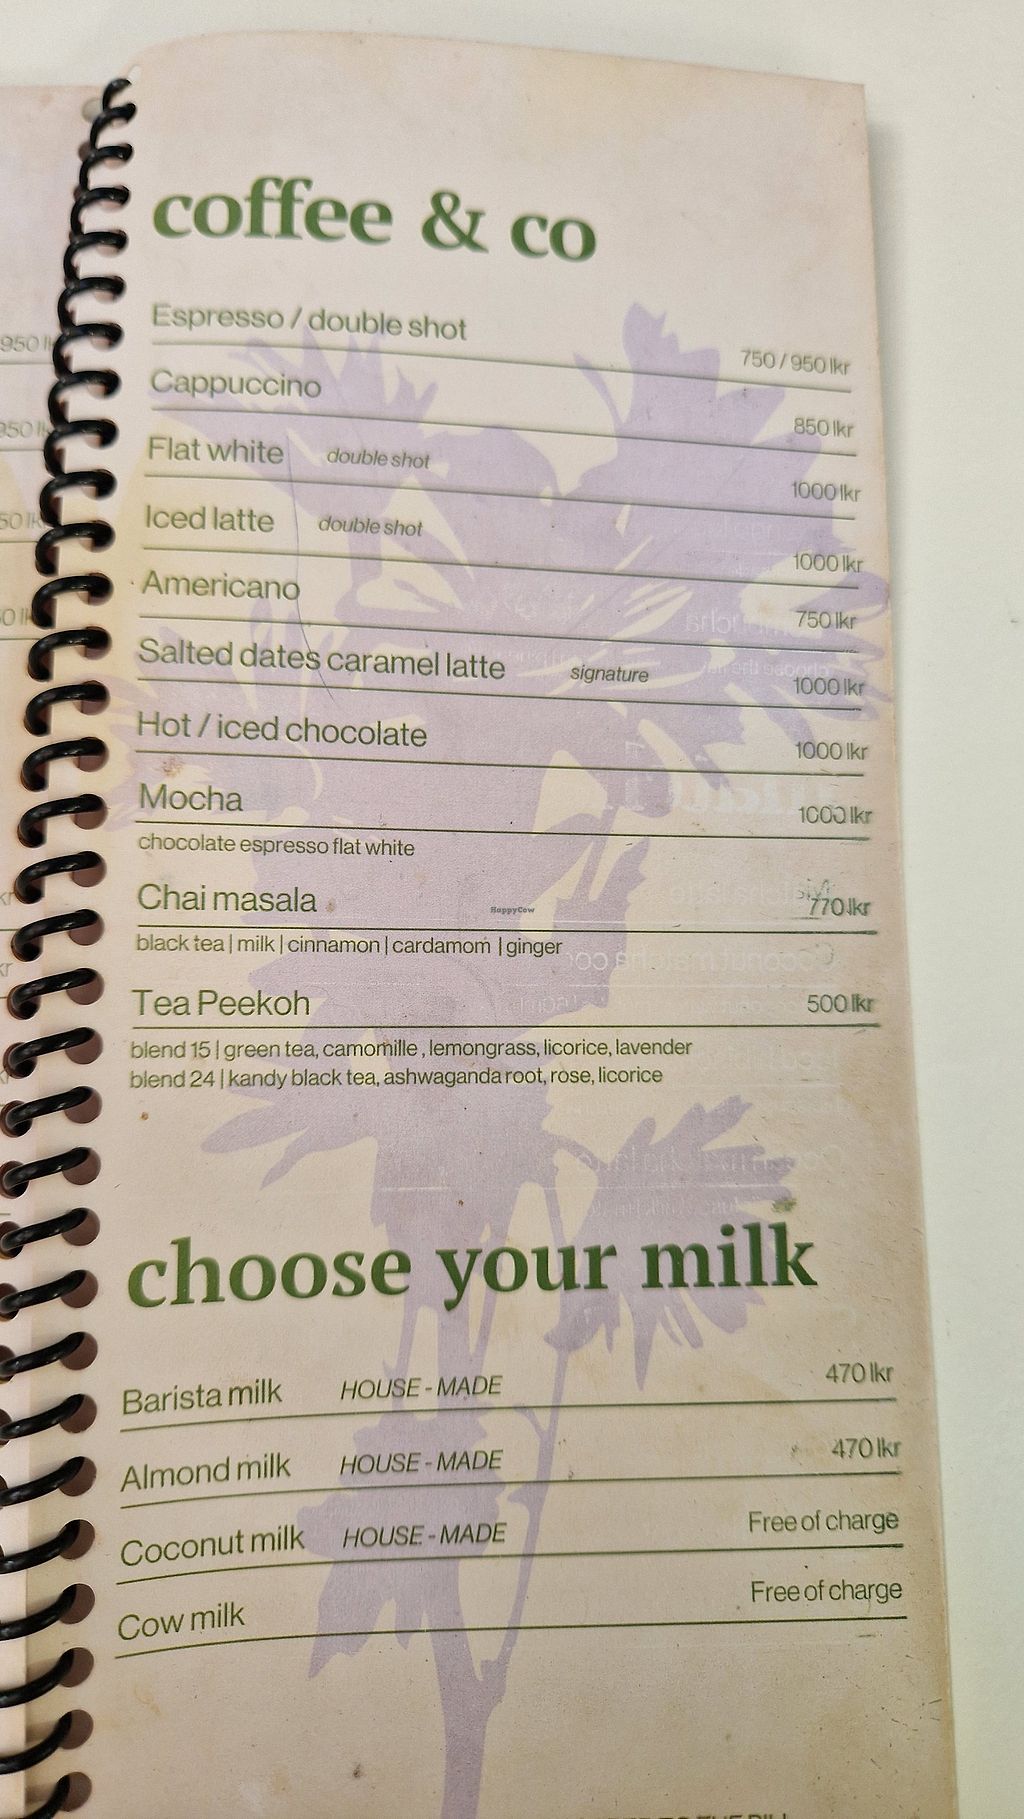 coffee & co
Espresso / double shot 750 / 950 lkr
Cappuccino 850 lkr
Flat white double shot 1000 lkr
Iced latte double shot 1000 lkr
Americano 750 lkr
Salted dates caramel latte signature 1000 lkr
Hot / iced chocolate 1000 lkr
Mocha 1000 lkr
chocolate espresso flat white
Chai masala 770 lkr
HappyCow
black tea | milk | cinnamon | cardamom | ginger
Tea Peekoh 500 lkr
blend 15 | green tea, camomille , lemongrass, licorice, lavender
blend 24 | kandy black tea, ashwaganda root, rose, licorice
choose your milk
Barista milk HOUSE - MADE 470 lkr
Almond milk HOUSE - MADE 470 lkr
Coconut milk HOUSE - MADE Free of charge
Cow milk Free of charge